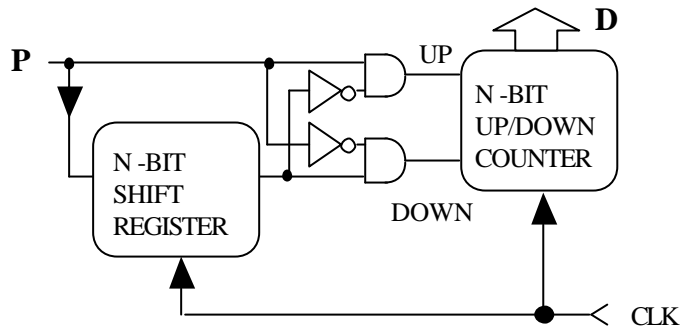 D
P
UP
N -BIT
UP/DOWN
COUNTER
N -BIT
SHIFT
REGISTER
DOWN
CLK